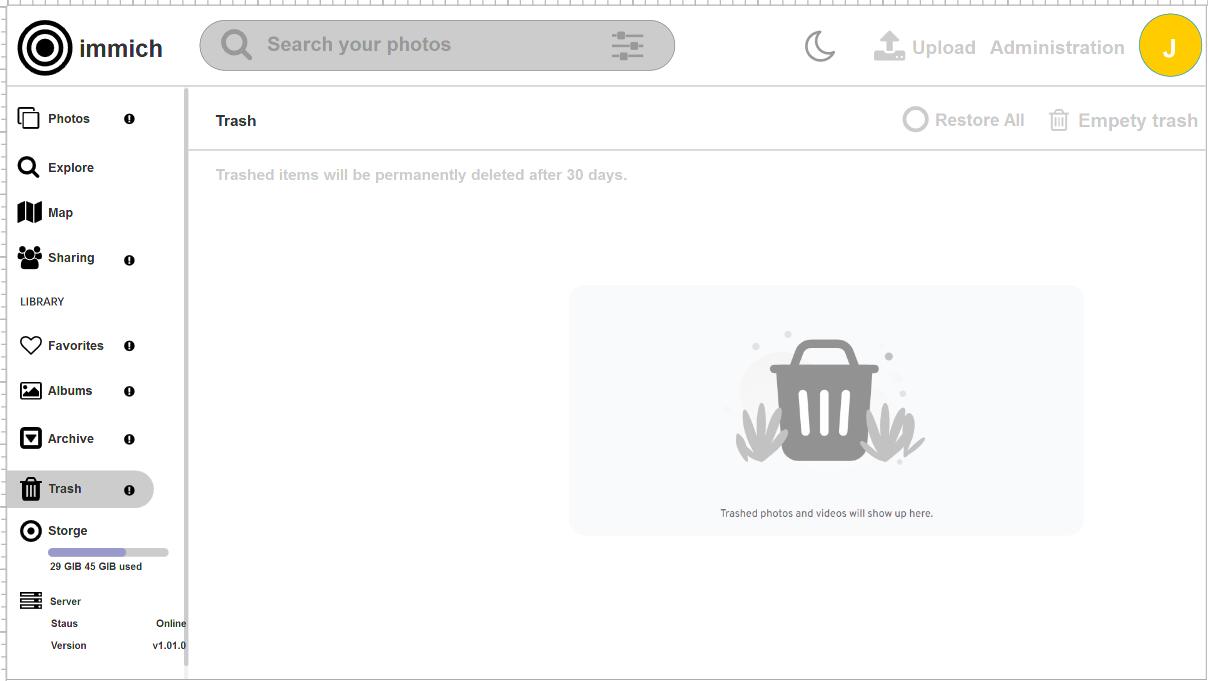 immich
Search your photos
Upload
Administration
J
Photos
Explore
Map
Sharing
LIBRARY
Favorites
Albums
Archive
Trash
Storge
29 GIB 45 GIB used
Server
Staus Online
Version v1.01.0
Trash
Restore All
Empety trash
Trashed items will be permanently deleted after 30 days.
Trashed photos and videos will show up here.